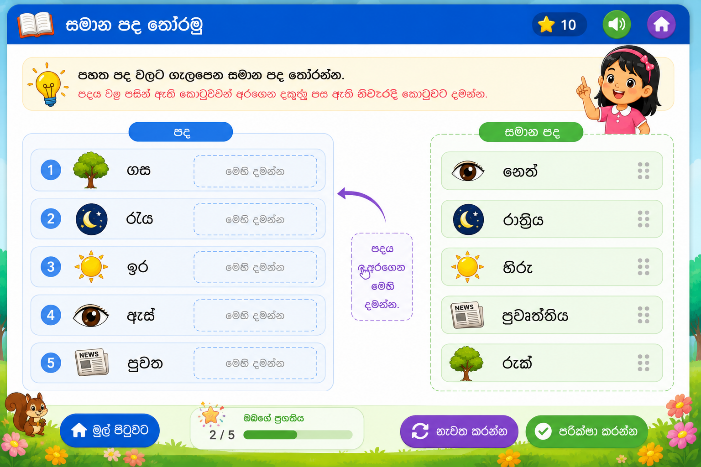 සමාන පද තෝරමු
10
පහත පද වලට ගැලපෙන සමාන පද තෝරන්න.
පදය වම් පසින් ඇති කොටුවෙන් අරගෙන දකුණු පස ඇති නිවැරදි කොටුවට දමන්න.
පද
සමාන පද
1 ගස මෙහි දමන්න
2 රැය මෙහි දමන්න
3 ඉර මෙහි දමන්න
4 ඇස් මෙහි දමන්න
5 NEWS පුවත මෙහි දමන්න
පදය
අරගෙන
මෙහි
දමන්න.
නෙත්
රාත්‍රිය
හිරු
NEWS ප්‍රවෘත්තිය
රුක්
මුල් පිටුවට
ඔබගේ ප්‍රගතිය
2 / 5
නැවත කරන්න
පරීක්ෂා කරන්න